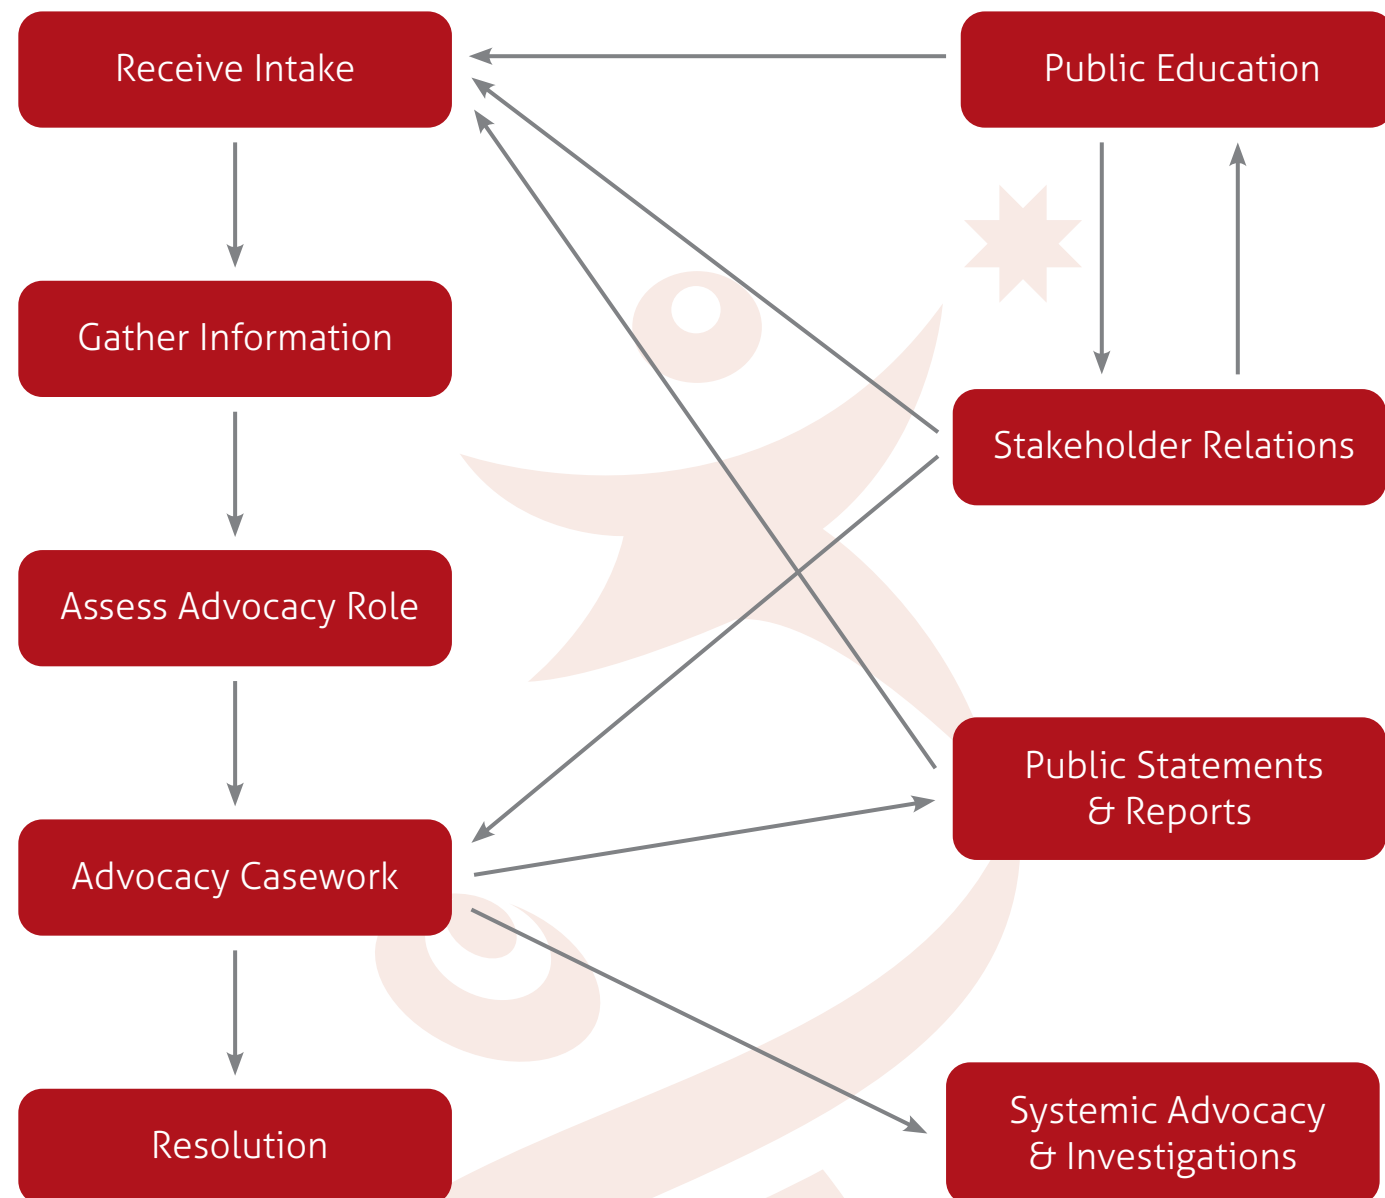 Receive Intake
Public Education
Gather Information
Stakeholder Relations
Assess Advocacy Role
Public Statements
& Reports
Advocacy Casework
Systemic Advocacy
& Investigations
Resolution